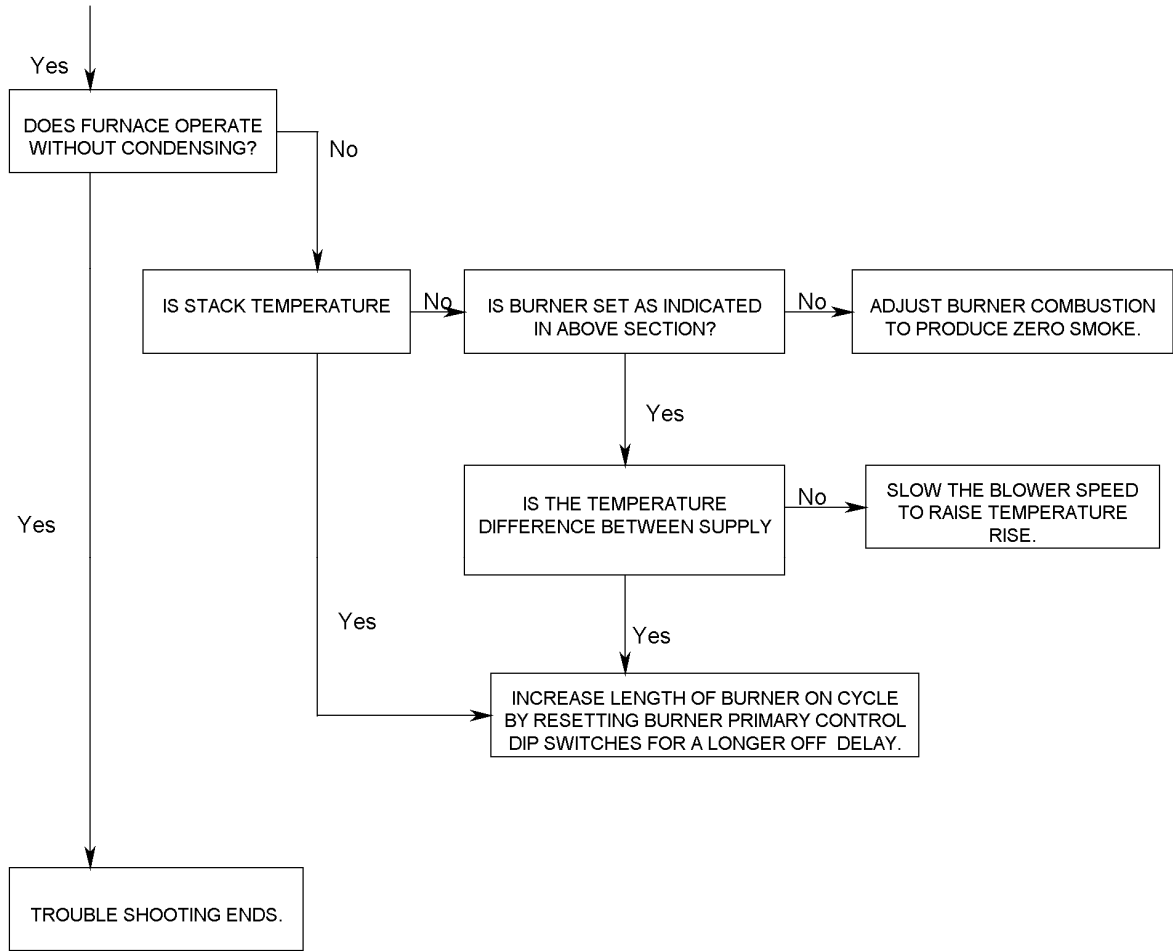 Yes
DOES FURNACE OPERATE
WITHOUT CONDENSING?
No
IS STACK TEMPERATURE
No
IS BURNER SET AS INDICATED
IN ABOVE SECTION?
No
ADJUST BURNER COMBUSTION
TO PRODUCE ZERO SMOKE.
Yes
IS THE TEMPERATURE
DIFFERENCE BETWEEN SUPPLY
No
SLOW THE BLOWER SPEED
TO RAISE TEMPERATURE
RISE.
Yes
Yes
Yes
INCREASE LENGTH OF BURNER ON CYCLE
BY RESETTING BURNER PRIMARY CONTROL
DIP SWITCHES FOR A LONGER OFF DELAY.
TROUBLE SHOOTING ENDS.